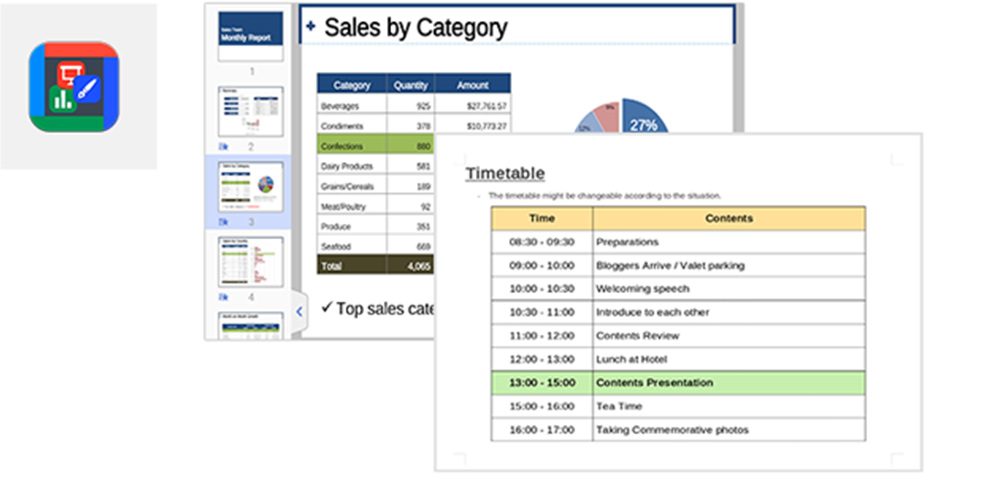 Sales Team
Monthly Report
1
2
3
4
Sales by Category
Category Quantity Amount
Beverages 925 $27,761.57
Condiments 378 $10,773.27
Confections 880
Dairy Products 581
Grains/Cereals 189
Meat/Poultry 92
Produce 351
Seafood 669
Total 4,065
✓ Top sales cate
27%
9%
12%
Timetable
- The timetable might be changeable according to the situation.
Time Contents
08:30 - 09:30 Preparations
09:00 - 10:00 Bloggers Arrive / Valet parking
10:00 - 10:30 Welcoming speech
10:30 - 11:00 Introduce to each other
11:00 - 12:00 Contents Review
12:00 - 13:00 Lunch at Hotel
13:00 - 15:00 Contents Presentation
15:00 - 16:00 Tea Time
16:00 - 17:00 Taking Commemorative photos